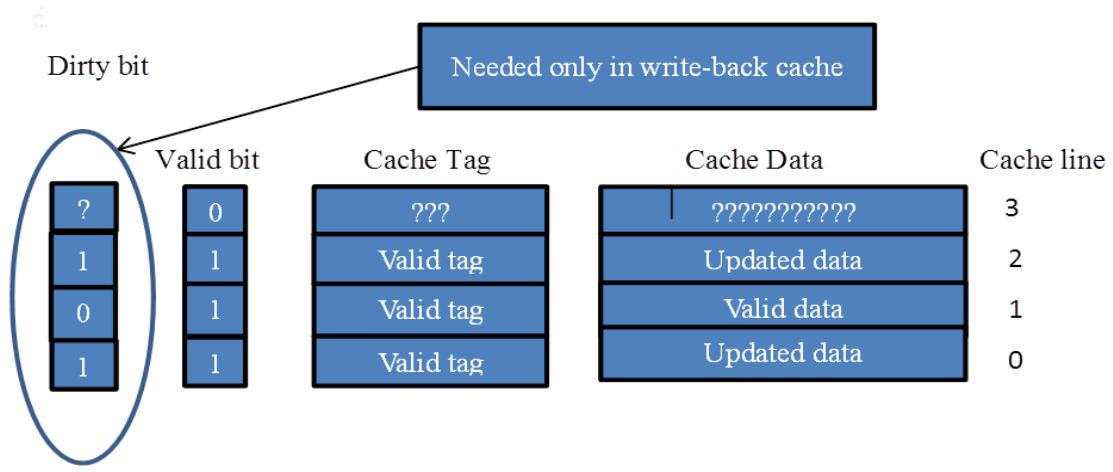 d.
Dirty bit
Needed only in write-back cache
Valid bit Cache Tag Cache Data Cache line
? 0 ??? ??????????? 3
1 1 Valid tag Updated data 2
0 1 Valid tag Valid data 1
1 1 Valid tag Updated data 0